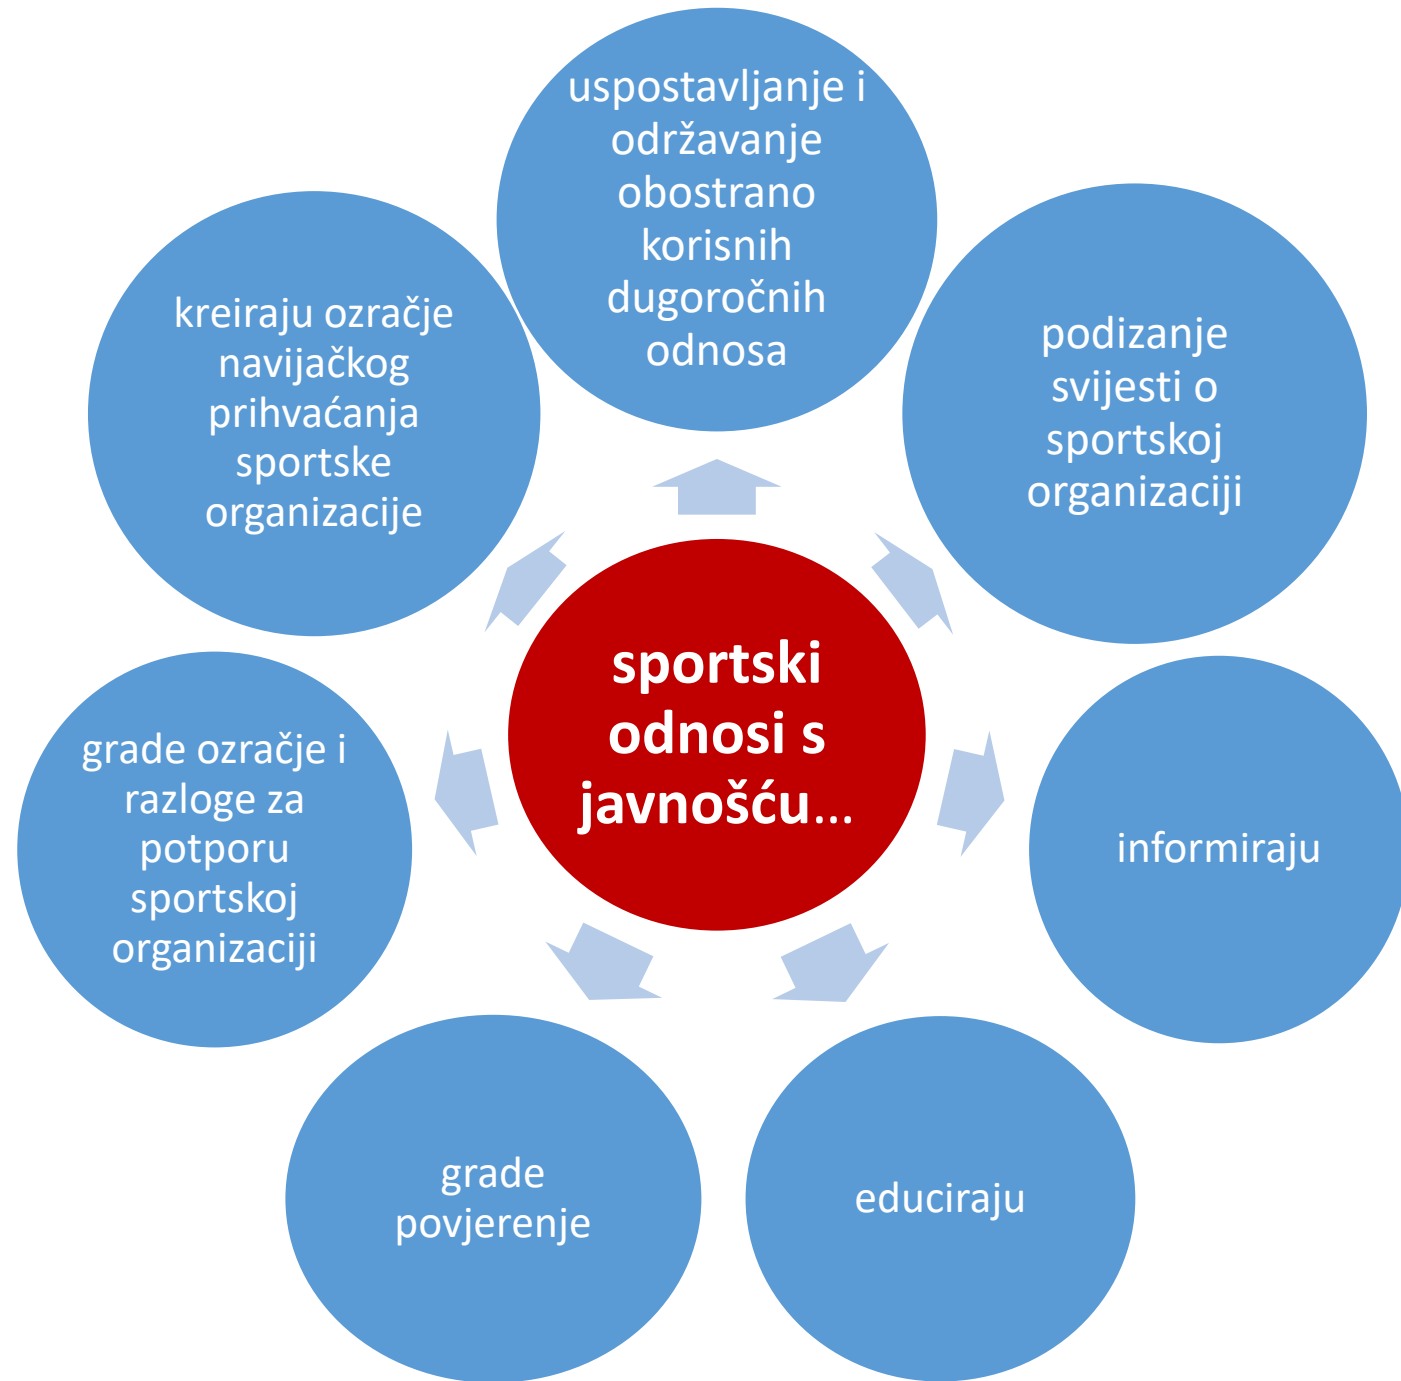 uspostavljanje i
održavanje
obostrano
korisnih
dugoročnih
odnosa
podizanje
svijesti o
sportskoj
organizaciji
informiraju
educiraju
grade
povjerenje
grade ozračje i
razloge za
potporu
sportskoj
organizaciji
kreiraju ozračje
navijačkog
prihvaćanja
sportske
organizacije
sportski
odnosi s
javnošću...